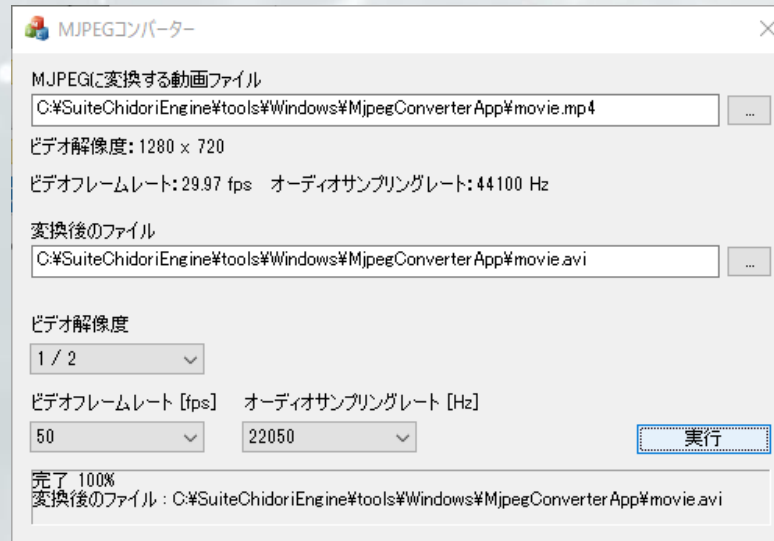 MJPEGコンバーター
MJPEGに変換する動画ファイル
C:¥SuiteChidoriEngine¥tools¥Windows¥MjpegConverterApp¥movie.mp4
...
ビデオ解像度: 1280 x 720
ビデオフレームレート: 29.97 fps オーディオサンプリングレート: 44100 Hz
変換後のファイル
C:¥SuiteChidoriEngine¥tools¥Windows¥MjpegConverterApp¥movie.avi
...
ビデオ解像度
1 / 2
ビデオフレームレート [fps] オーディオサンプリングレート [Hz]
50 22050 実行
完了 100%
変換後のファイル : C:¥SuiteChidoriEngine¥tools¥Windows¥MjpegConverterApp¥movie.avi